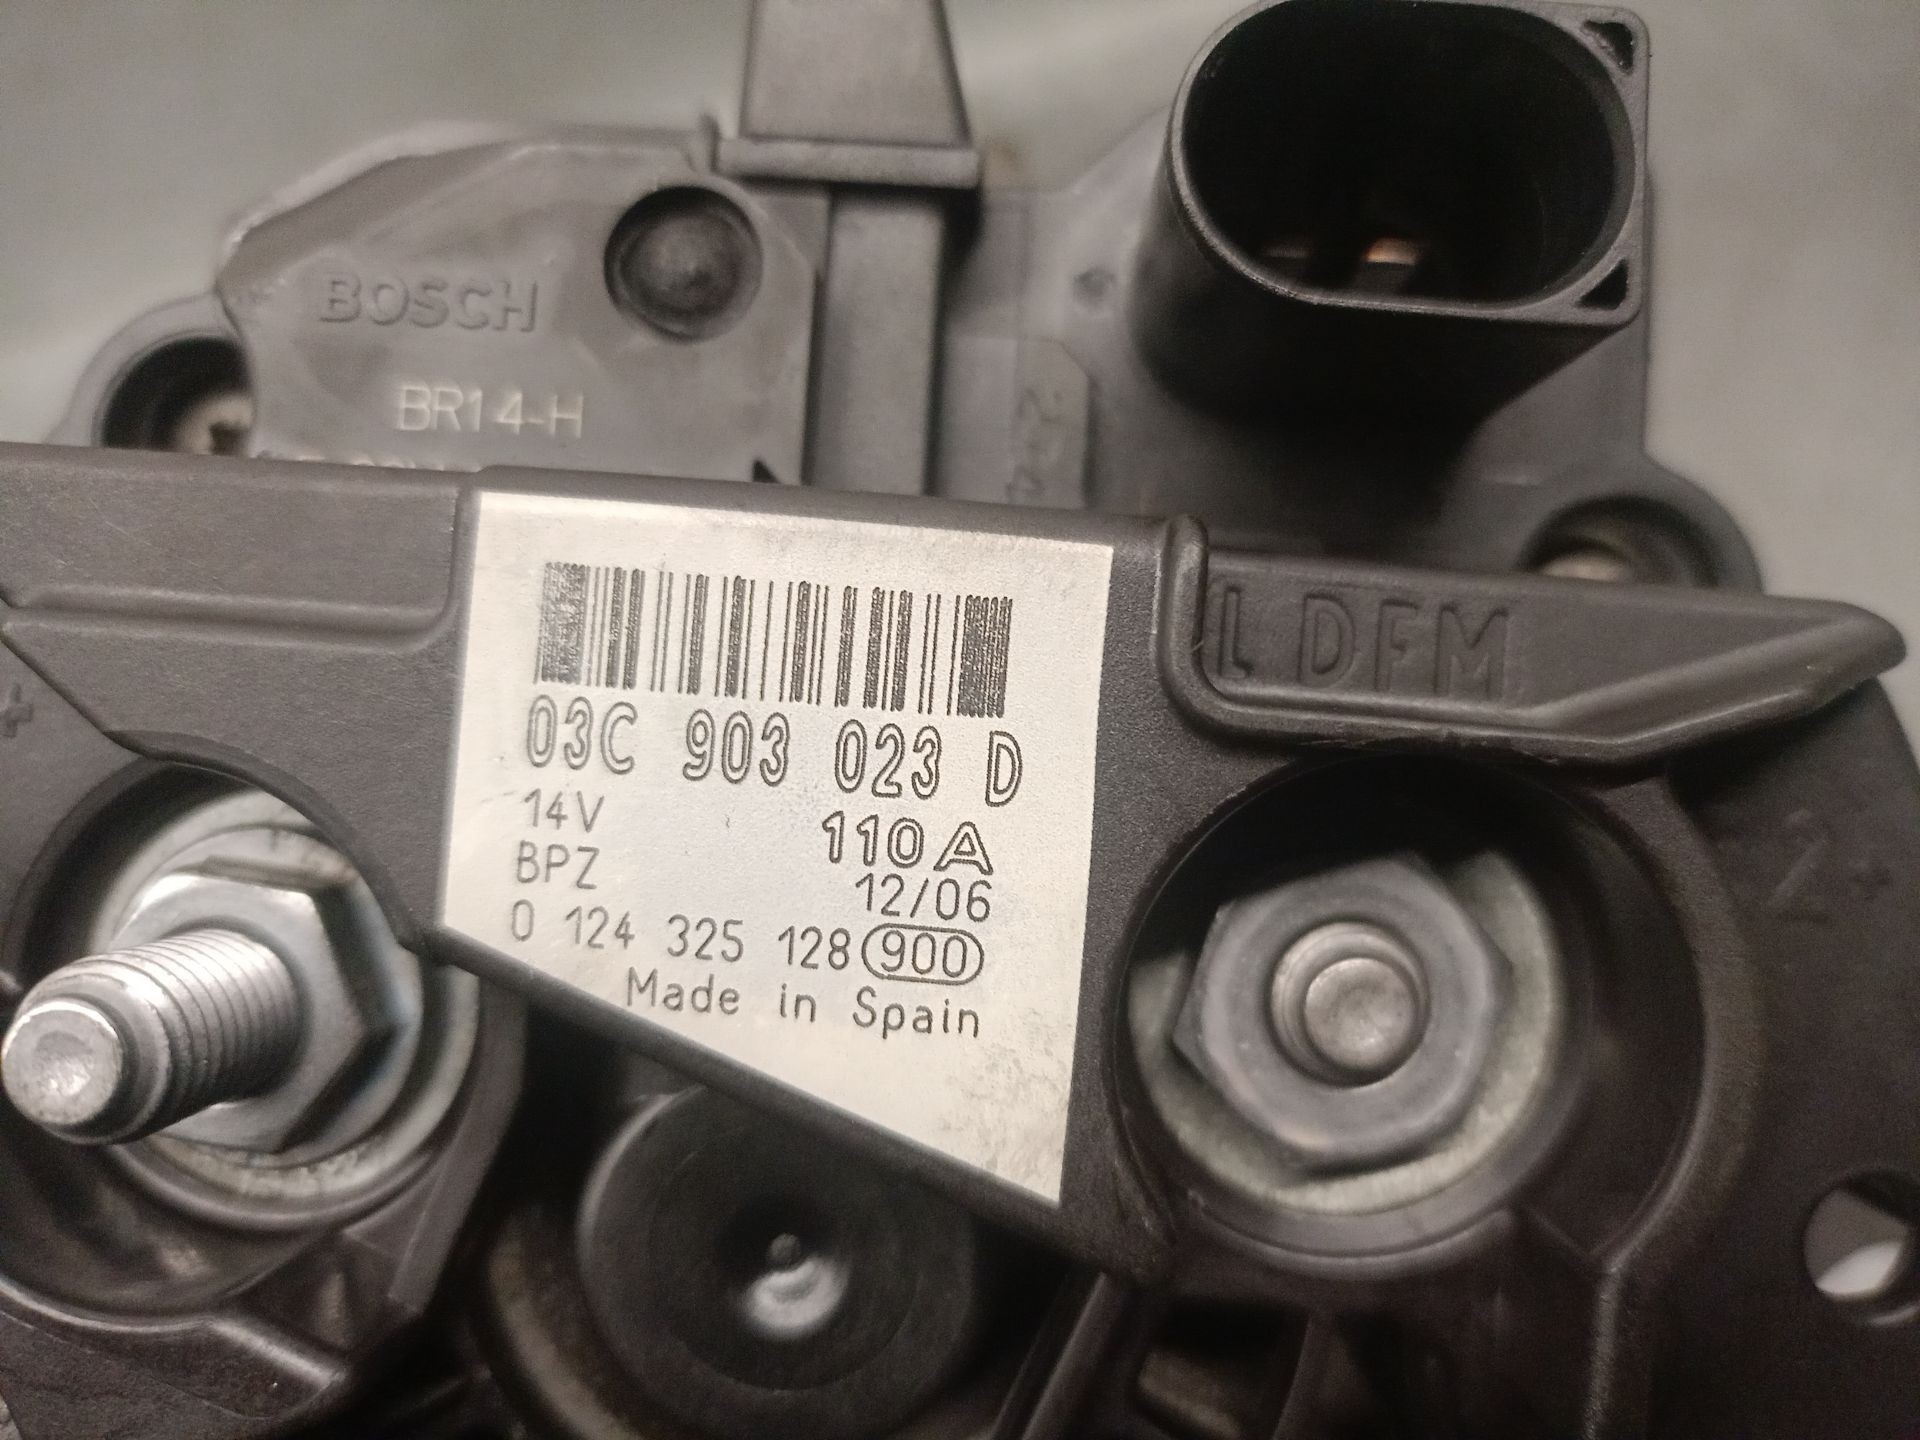 BOSCH
BR14-H
L DFM
03C 903 023 D
14V 110A
BPZ 12/06
0 124 325 128 900
Made in Spain